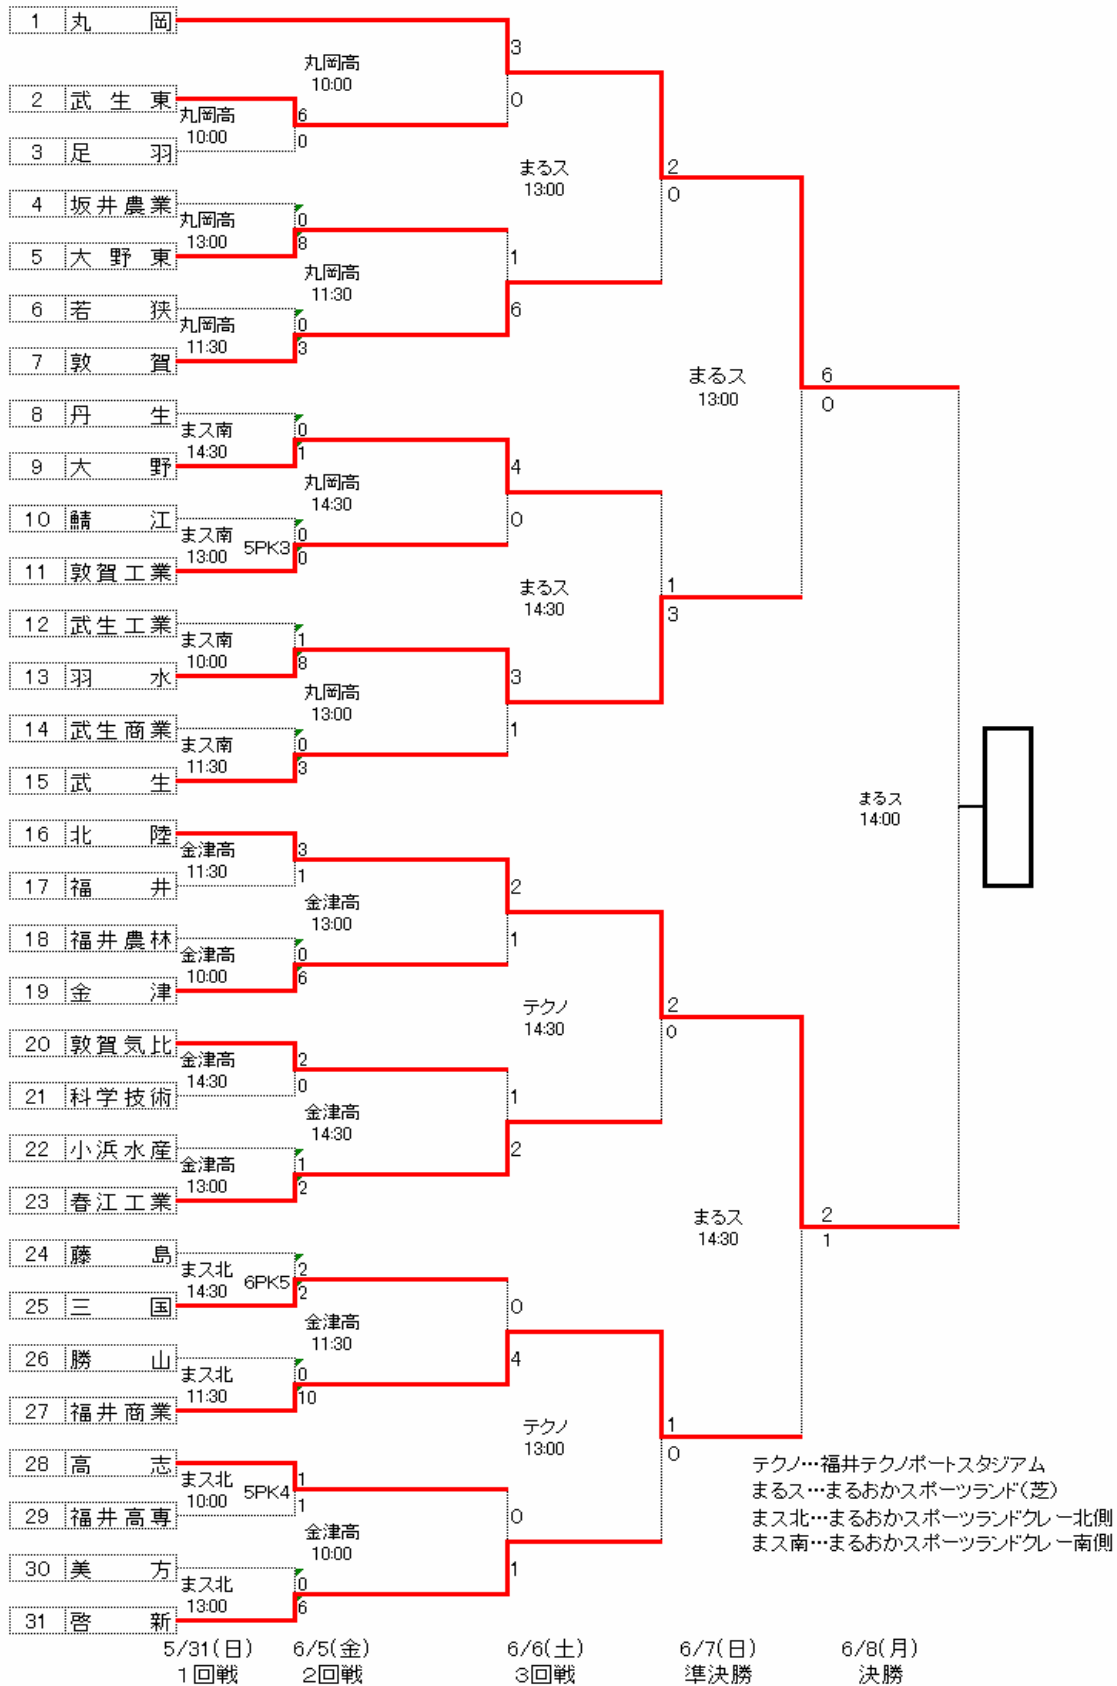 1 丸岡
3
丸岡高
10:00
0
2 武生東
丸岡高
10:00
6
0
3 足羽
まるス
13:00
2
0
4 坂井農業
丸岡高
13:00
0
8
5 大野東
1
丸岡高
11:30
6
6 若狭
丸岡高
11:30
0
3
7 敦賀
まるス
13:00
6
0
8 丹生
まス南
14:30
0
1
9 大野
4
丸岡高
14:30
0
10 鯖江
まス南
13:00
5PK3
0
0
11 敦賀工業
まるス
14:30
1
3
12 武生工業
まス南
10:00
1
8
13 羽水
3
丸岡高
13:00
1
14 武生商業
まス南
11:30
0
3
15 武生
まるス
14:00
16 北陸
金津高
11:30
3
1
17 福井
2
金津高
13:00
1
18 福井農林
金津高
10:00
0
6
19 金津
テクノ
14:30
2
0
20 敦賀気比
金津高
14:30
2
0
21 科学技術
1
金津高
14:30
2
22 小浜水産
金津高
13:00
1
2
23 春江工業
まるス
14:30
2
1
24 藤島
まス北
14:30
6PK5
2
2
25 三国
0
金津高
11:30
4
26 勝山
まス北
11:30
0
10
27 福井商業
テクノ
13:00
1
0
28 高志
まス北
10:00
5PK4
1
1
29 福井高専
0
金津高
10:00
1
30 美方
まス北
13:00
0
6
31 啓新
テクノ…福井テクノポートスタジアム
まるス…まるおかスポーツランド(芝)
まス北…まるおかスポーツランドクレー北側
まス南…まるおかスポーツランドクレー南側
5/31(日) 6/5(金) 6/6(土) 6/7(日) 6/8(月)
1回戦 2回戦 3回戦 準決勝 決勝